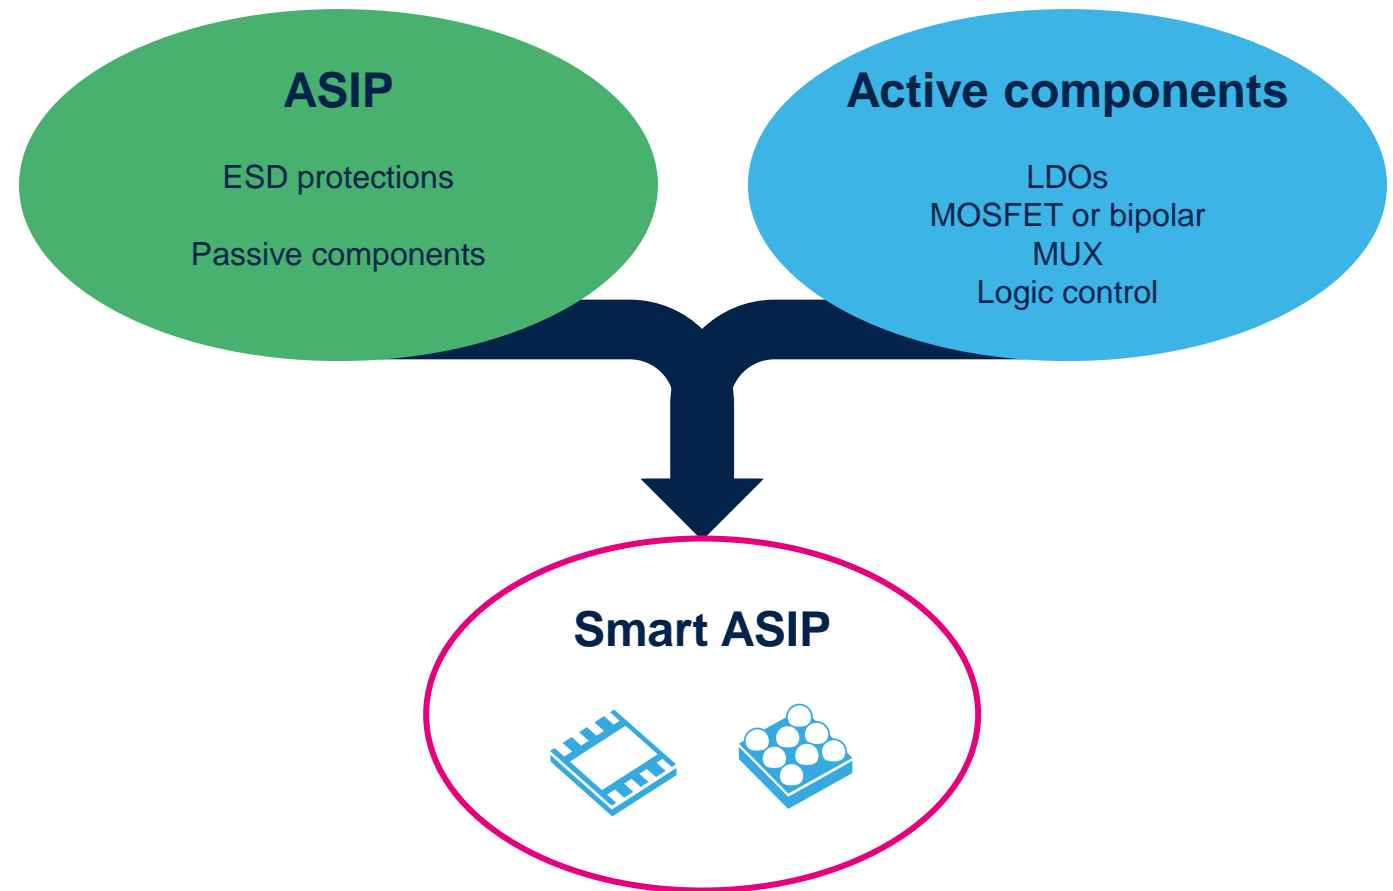 ASIP
ESD protections
Passive components
Active components
LDOs
MOSFET or bipolar
MUX
Logic control
Smart ASIP